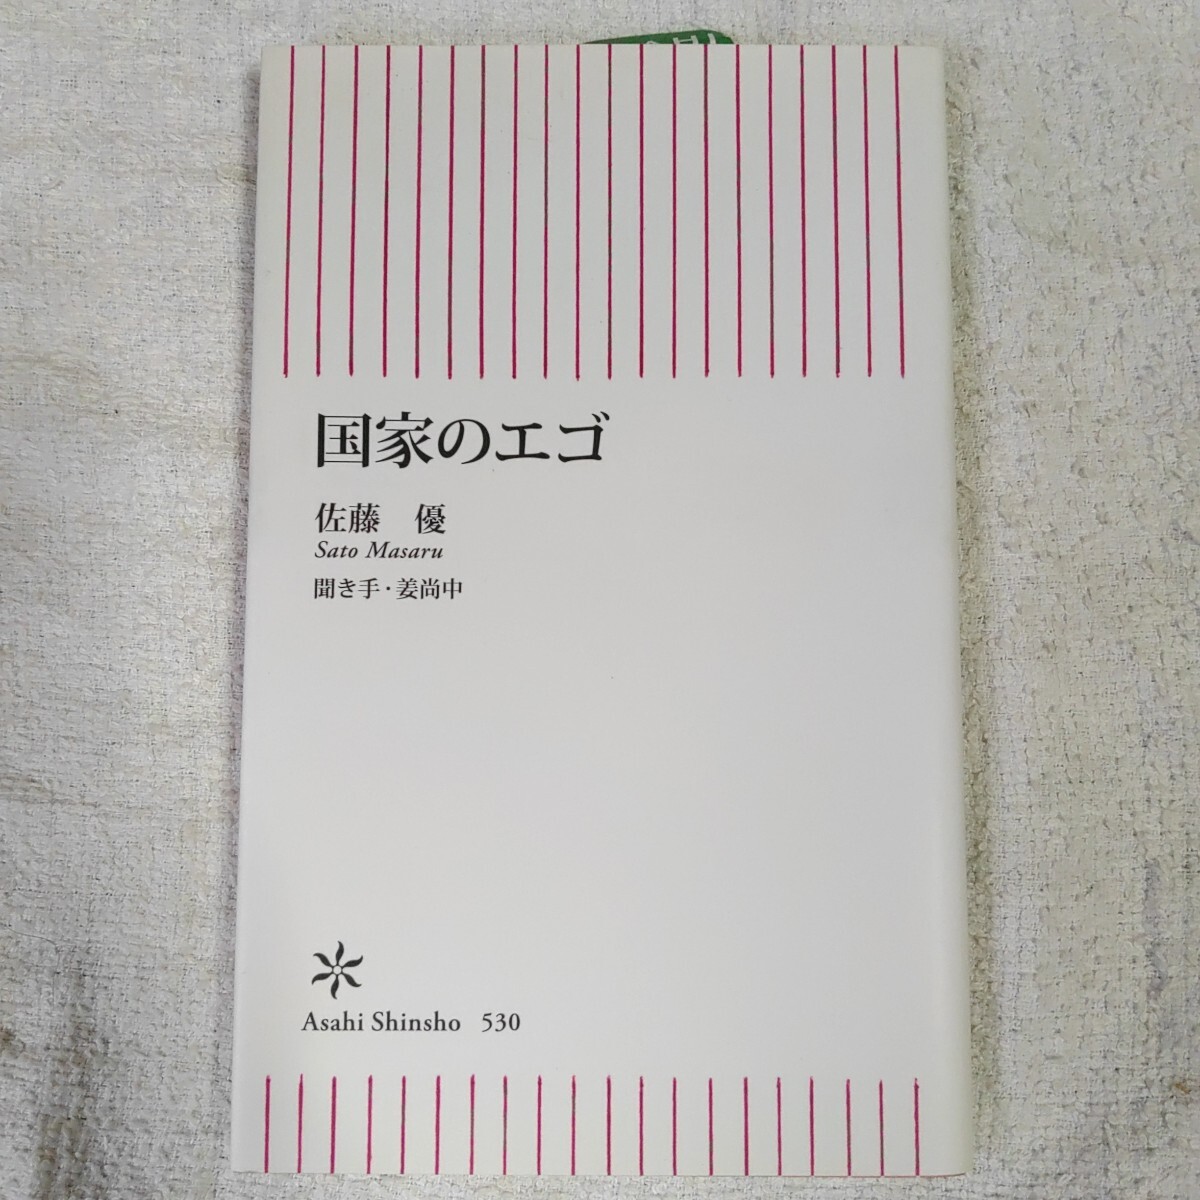 国家のエゴ
佐藤 優
Sato Masaru
聞き手・姜尚中
Asahi Shinsho 530